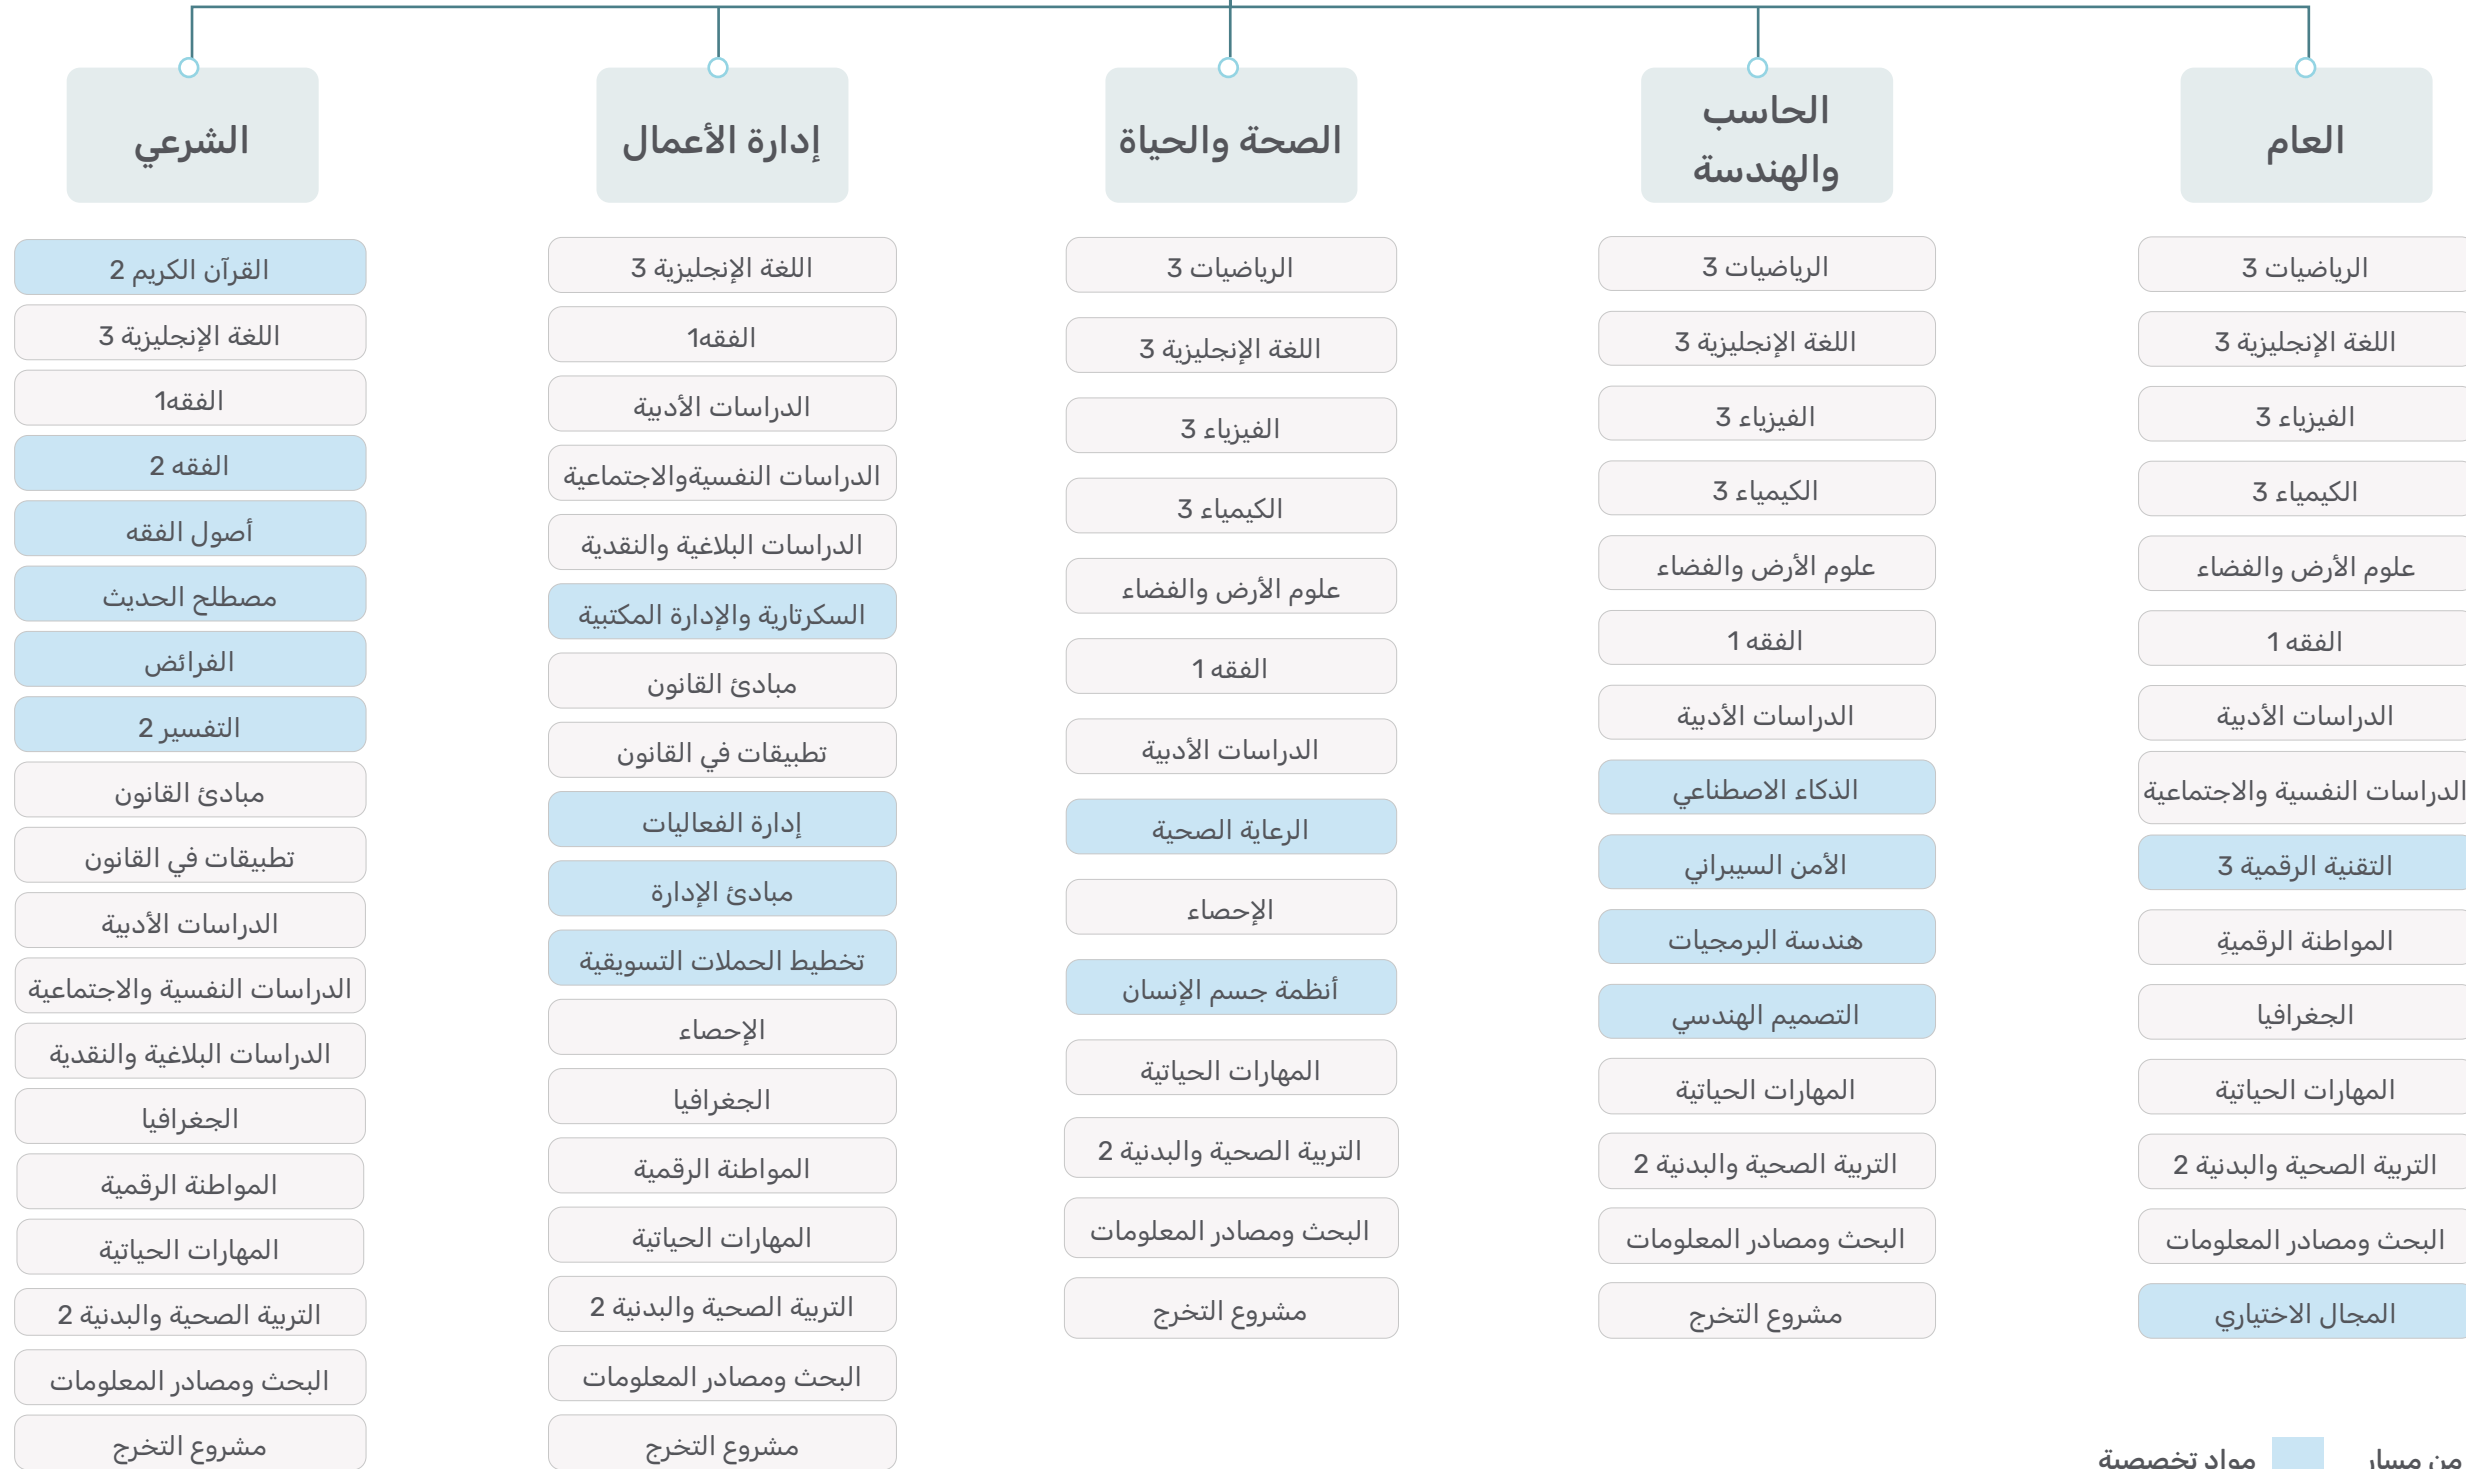 العام
الرياضيات 3
اللغة الإنجليزية 3
الفيزياء 3
الكيمياء 3
علوم الأرض والفضاء
الفقه 1
الدراسات الأدبية
الدراسات النفسية والاجتماعية
التقنية الرقمية 3
المواطنة الرقميةِ
الجغرافيا
المهارات الحياتية
التربية الصحية والبدنية 2
البحث ومصادر المعلومات
المجال الاختياري
الحاسب
والهندسة
الرياضيات 3
اللغة الإنجليزية 3
الفيزياء 3
الكيمياء 3
علوم الأرض والفضاء
الفقه 1
الدراسات الأدبية
الذكاء الاصطناعي
الأمن السيبراني
هندسة البرمجيات
التصميم الهندسي
المهارات الحياتية
التربية الصحية والبدنية 2
البحث ومصادر المعلومات
مشروع التخرج
الصحة والحياة
الرياضيات 3
اللغة الإنجليزية 3
الفيزياء 3
الكيمياء 3
علوم الأرض والفضاء
الفقه 1
الدراسات الأدبية
الرعاية الصحية
الإحصاء
أنظمة جسم الإنسان
المهارات الحياتية
التربية الصحية والبدنية 2
البحث ومصادر المعلومات
مشروع التخرج
إدارة الأعمال
اللغة الإنجليزية 3
الفقه1
الدراسات الأدبية
الدراسات النفسيةوالاجتماعية
الدراسات البلاغية والنقدية
السكرتارية والإدارة المكتبية
مبادئ القانون
تطبيقات في القانون
إدارة الفعاليات
مبادئ الإدارة
تخطيط الحملات التسويقية
الإحصاء
الجغرافيا
المواطنة الرقمية
المهارات الحياتية
التربية الصحية والبدنية 2
البحث ومصادر المعلومات
مشروع التخرج
الشرعي
القرآن الكريم 2
اللغة الإنجليزية 3
الفقه1
الفقه 2
أصول الفقه
مصطلح الحديث
الفرائض
التفسير 2
مبادئ القانون
تطبيقات في القانون
الدراسات الأدبية
الدراسات النفسية والاجتماعية
الدراسات البلاغية والنقدية
الجغرافيا
المواطنة الرقمية
المهارات الحياتية
التربية الصحية والبدنية 2
البحث ومصادر المعلومات
مشروع التخرج
من مسار
مواد تخصصية